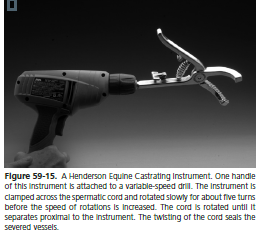 Figure 59-15. A Henderson Equine Castrating Instrument. One handle
of this instrument is attached to a variable-speed drill. The instrument is
clamped across the spermatic cord and rotated slowly for about five turns
before the speed of rotations is increased. The cord is rotated until it
separates proximal to the instrument. The twisting of the cord seals the
severed vessels.